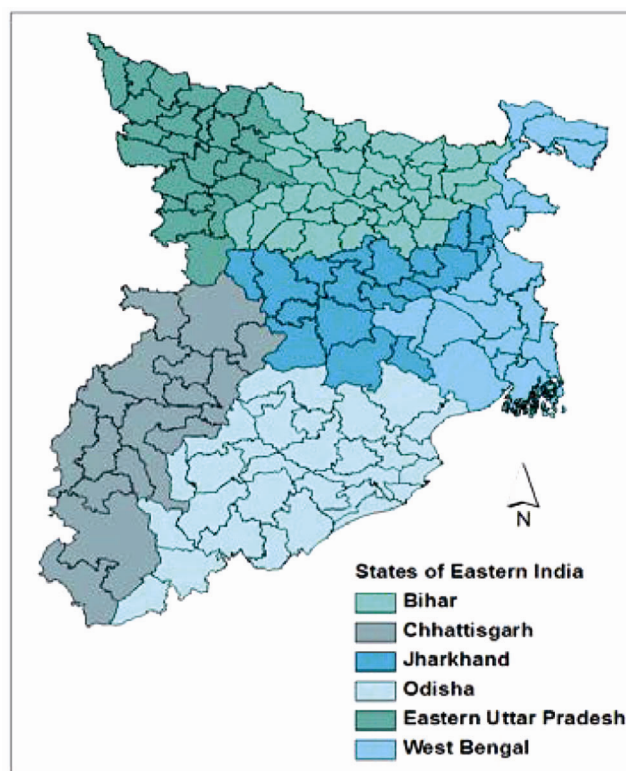 N
States of Eastern India
Bihar
Chhattisgarh
Jharkhand
Odisha
Eastern Uttar Pradesh
West Bengal